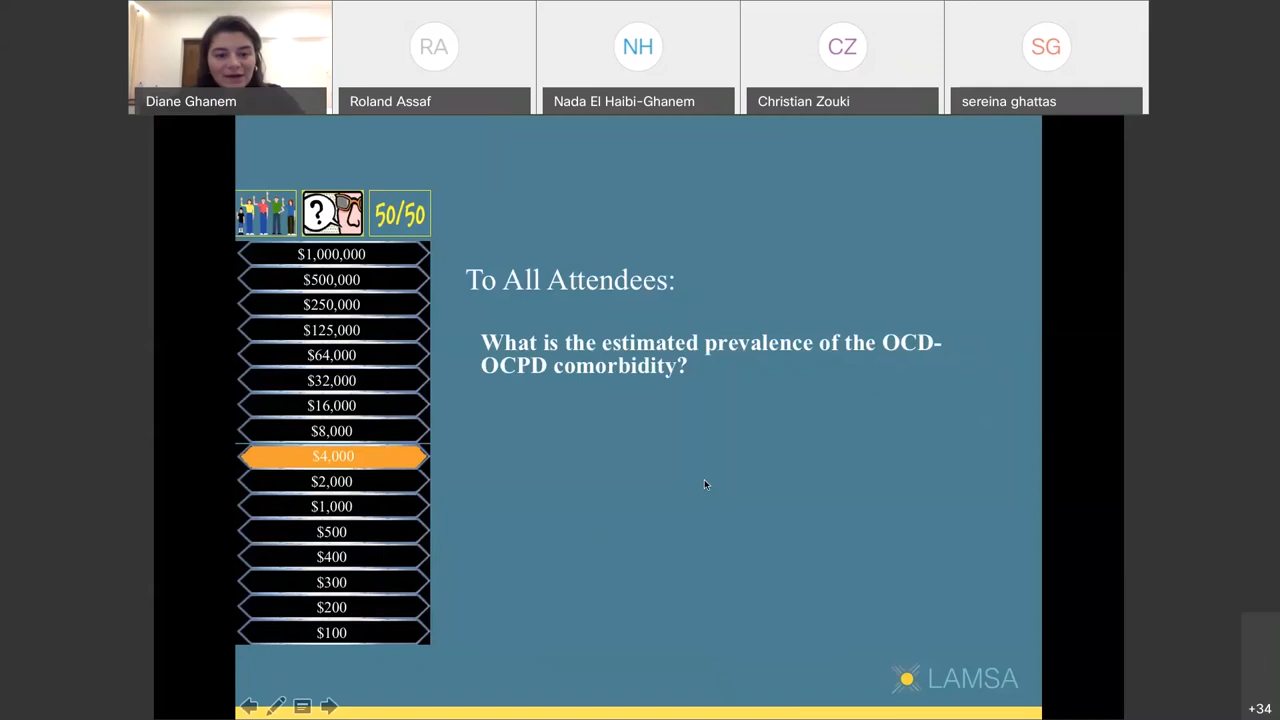 RA
NH
CZ
SG
Diane Ghanem
Roland Assaf
Nada El Haibi-Ghanem
Christian Zouki
sereina ghattas
?
50/50
$1,000,000
$500,000
$250,000
$125,000
$64,000
$32,000
$16,000
$8,000
$4,000
$2,000
$1,000
$500
$400
$300
$200
$100
To All Attendees:
What is the estimated prevalence of the OCD-
OCPD comorbidity?
LAMSA
+34